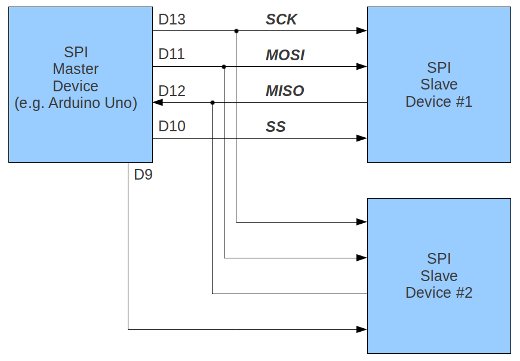 SPI
Master
Device
(e.g. Arduino Uno)
D13
SCK
D11
MOSI
D12
MISO
D10
SS
D9
SPI
Slave
Device #1
SPI
Slave
Device #2